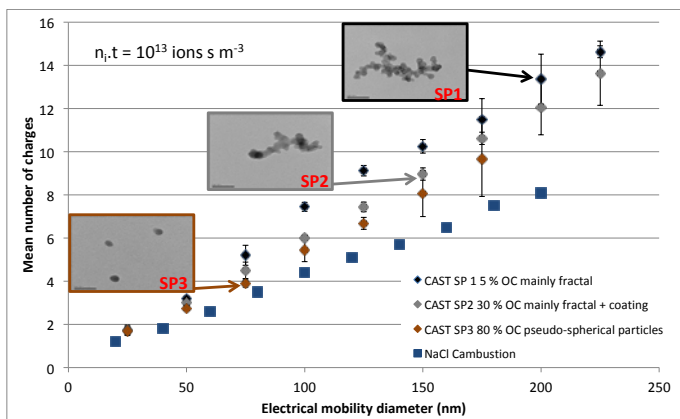 16
14
12
10
8
6
4
2
0
Mean number of charges
nᵢ.t = 10¹³ ions s m⁻³
SP1
SP2
SP3
CAST SP 1 5 % OC mainly fractal
CAST SP2 30 % OC mainly fractal + coating
CAST SP3 80 % OC pseudo-spherical particles
NaCl Cambustion
0 50 100 150 200 250
Electrical mobility diameter (nm)